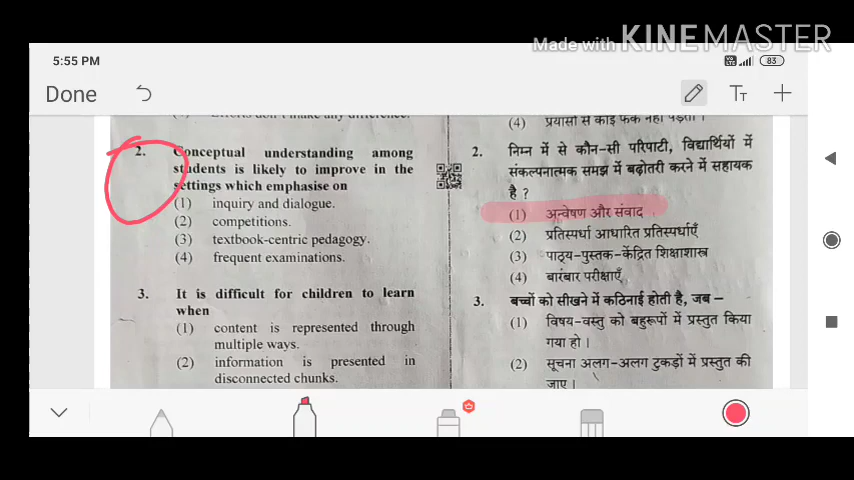 Made with KINEMASTER
5:55 PM
83
Done
(4) प्रयासों से कोई फर्क नहीं पड़ता।
2. Conceptual understanding among
students is likely to improve in the
settings which emphasise on
(1) inquiry and dialogue.
(2) competitions.
(3) textbook-centric pedagogy.
(4) frequent examinations.
3. It is difficult for children to learn
when
(1) content is represented through
multiple ways.
(2) information is presented in
disconnected chunks.
2. निम्न में से कौन-सी परिपाटी, विद्यार्थियों में
संकल्पनात्मक समझ में बढ़ोतरी करने में सहायक
है ?
(1) अन्वेषण और संवाद
(2) प्रतिस्पर्धा आधारित प्रतिस्पर्धाएँ
(3) पाठ्य-पुस्तक-केंद्रित शिक्षाशास्त्र
(4) बारंबार परीक्षाएँ
3. बच्चों को सीखने में कठिनाई होती है, जब –
(1) विषय-वस्तु को बहुरूपों में प्रस्तुत किया
गया हो।
(2) सूचना अलग-अलग टुकड़ों में प्रस्तुत की
जाए।